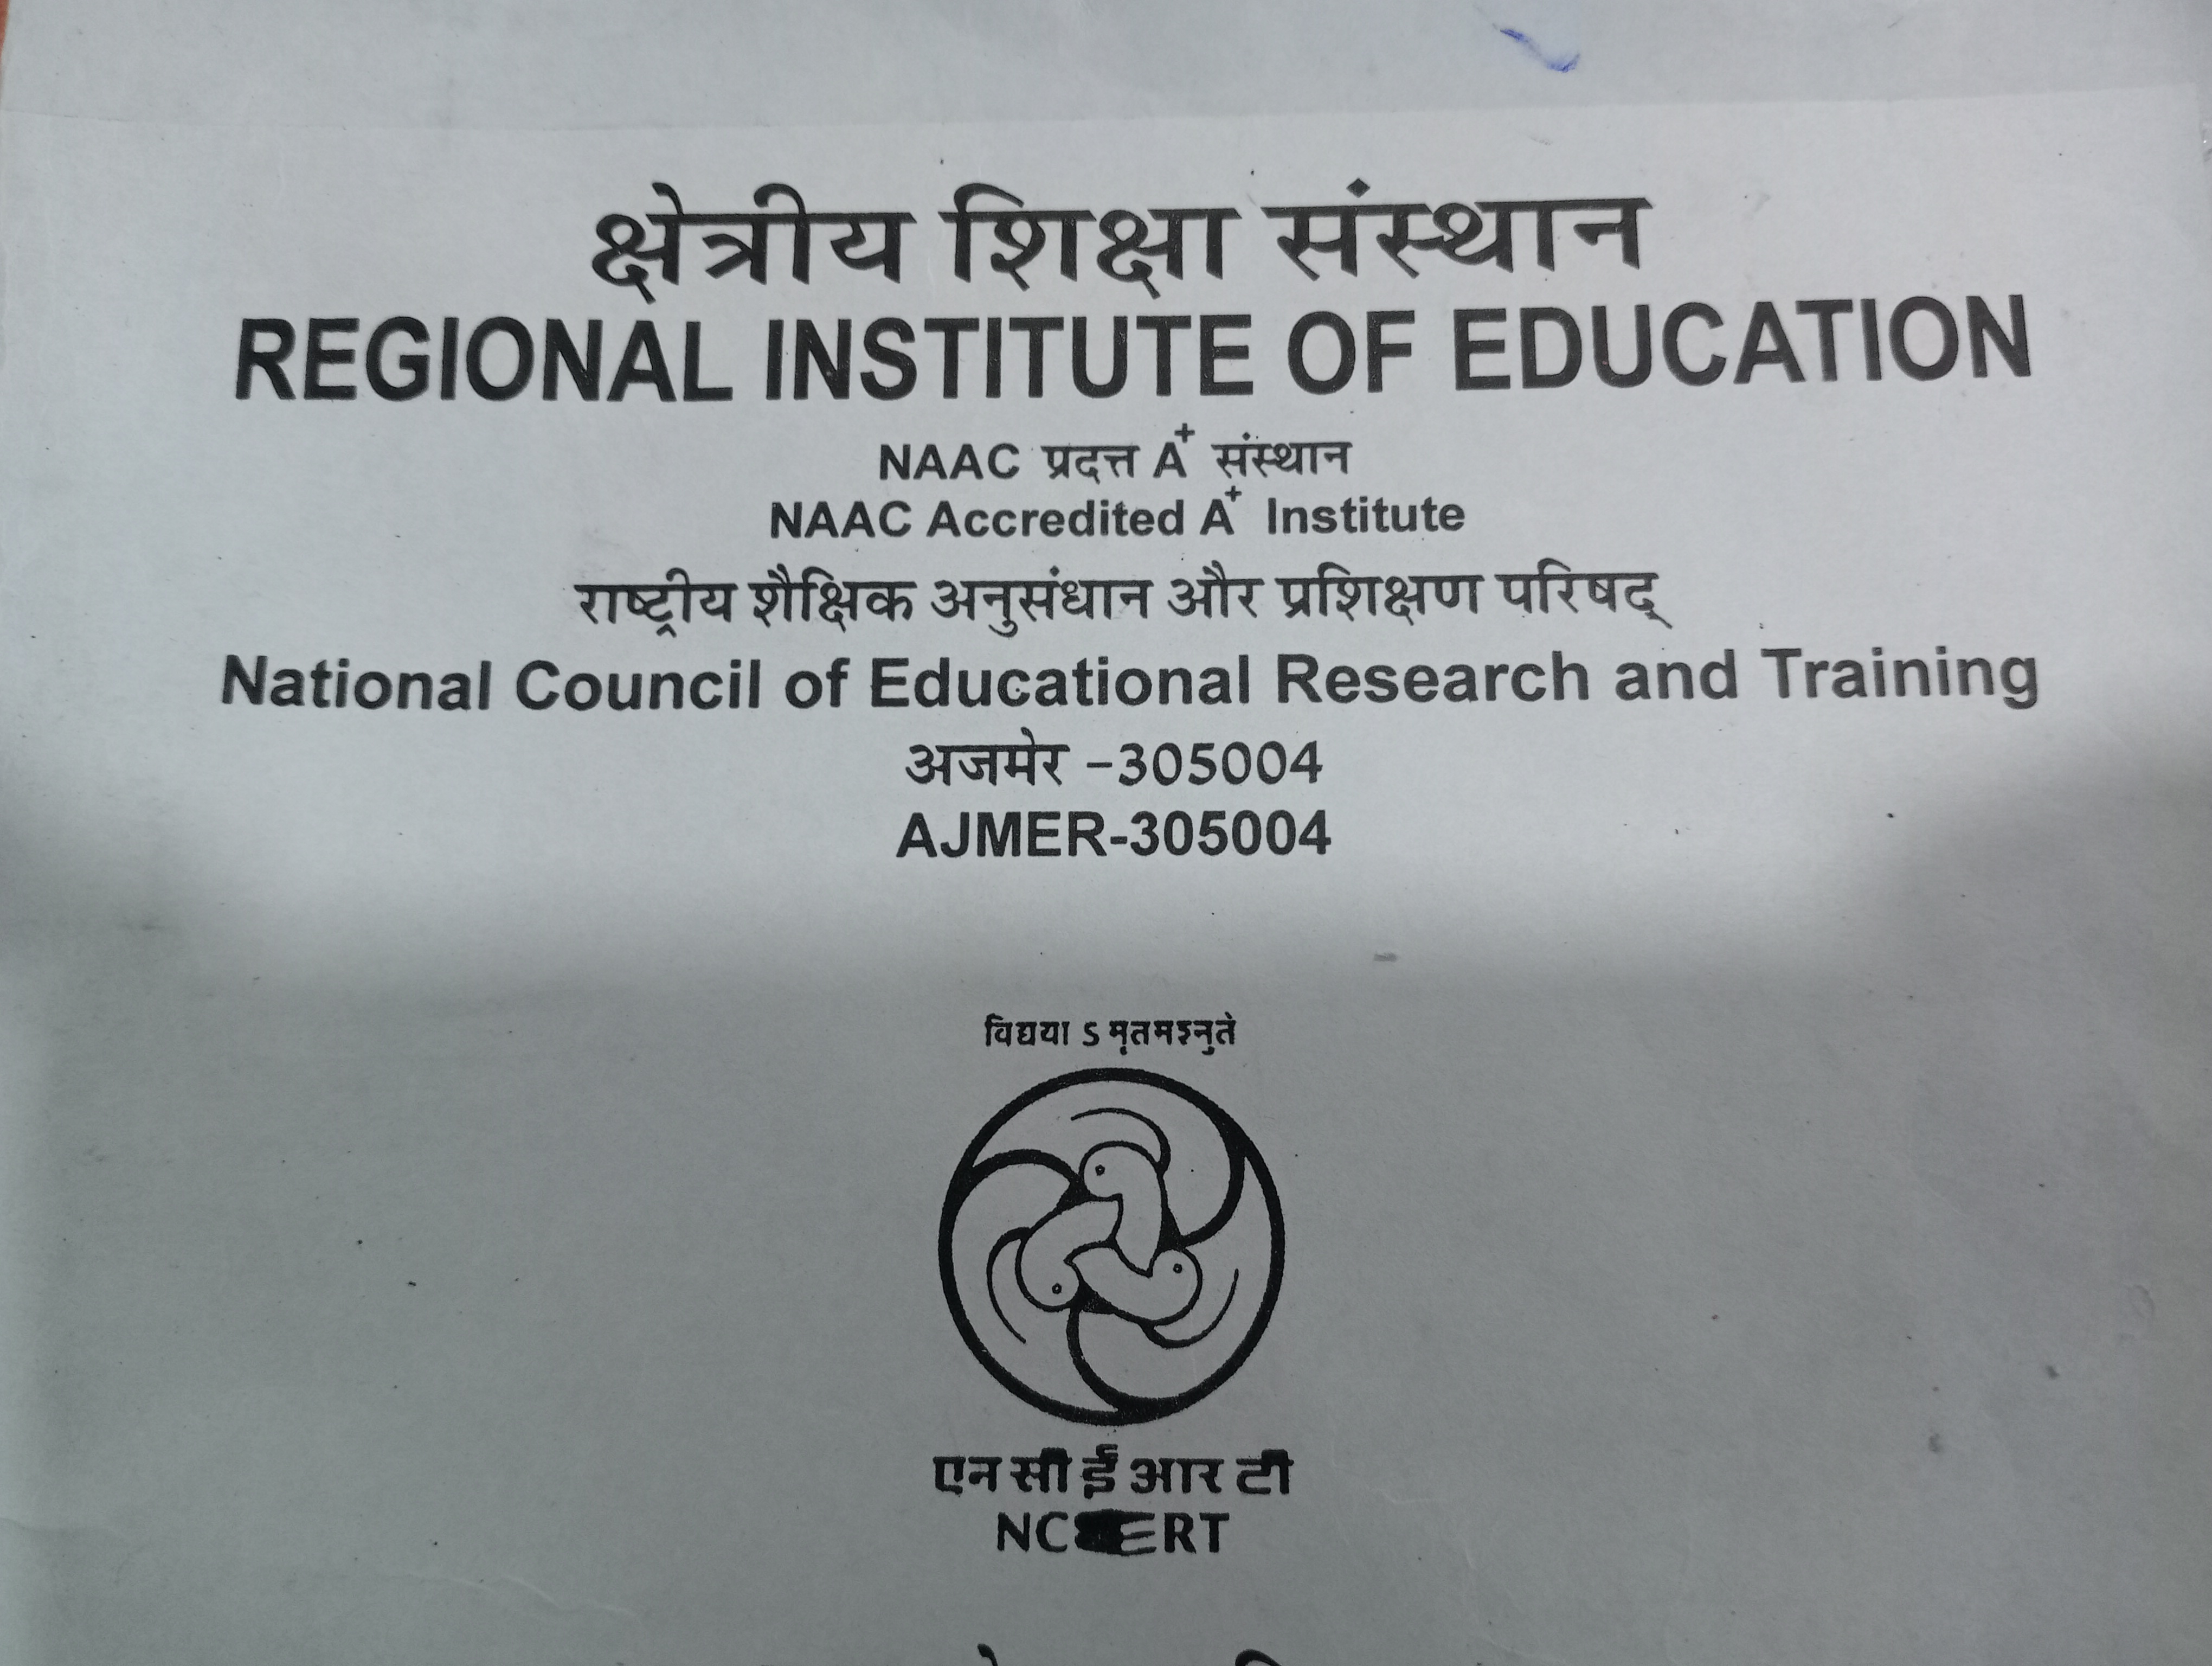 क्षेत्रीय शिक्षा संस्थान
REGIONAL INSTITUTE OF EDUCATION
NAAC प्रदत्त A⁺ संस्थान
NAAC Accredited A⁺ Institute
राष्ट्रीय शैक्षिक अनुसंधान और प्रशिक्षण परिषद्
National Council of Educational Research and Training
अजमेर -305004
AJMER-305004
विद्यया ऽ मृतमश्नुते
एन सी ई आर टी
NCERT